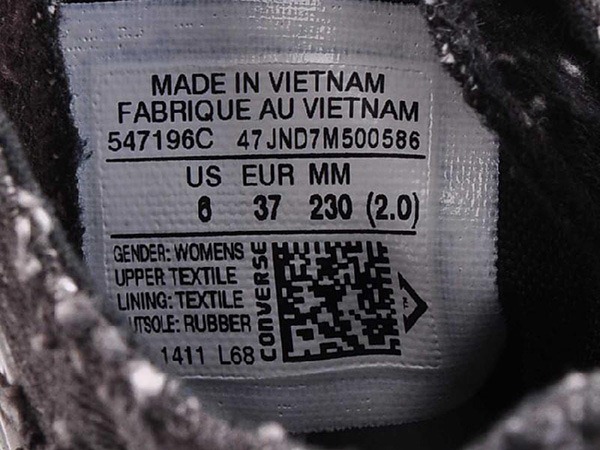 MADE IN VIETNAM
FABRIQUE AU VIETNAM
547196C 47JND7M500586
US EUR MM
6 37 230 (2.0)
GENDER: WOMENS
UPPER TEXTILE
LINING: TEXTILE
UTSOLE: RUBBER
1411 L68
CONVERSE
TM